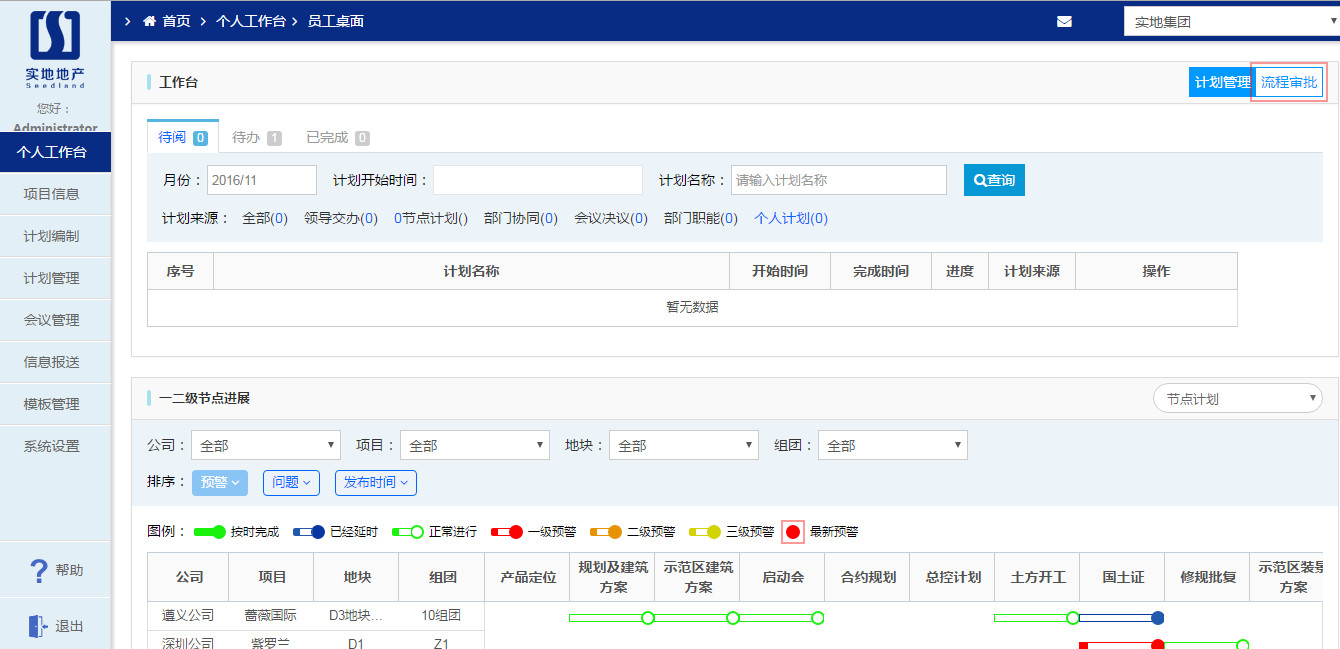 实地地产
Seedland
您好：
Administrator
个人工作台
项目信息
计划编制
计划管理
会议管理
信息报送
模板管理
系统设置
帮助
退出
首页 个人工作台 员工桌面
实地集团
工作台
计划管理 流程审批
待阅 0 待办 1 已完成 0
月份： 2016/11 计划开始时间： 计划名称： 请输入计划名称 查询
计划来源： 全部(0) 领导交办(0) 0节点计划() 部门协同(0) 会议决议(0) 部门职能(0) 个人计划(0)
序号 计划名称 开始时间 完成时间 进度 计划来源 操作
暂无数据
一二级节点进展
节点计划
公司： 全部 项目： 全部 地块： 全部 组团： 全部
排序： 预警 问题 发布时间
图例： 按时完成 已经延时 正常进行 一级预警 二级预警 三级预警 最新预警
公司 项目 地块 组团 产品定位 规划及建筑方案 示范区建筑方案 启动会 合约规划 总控计划 土方开工 国土证 修规批复 示范区装景方案
遵义公司 蔷薇国际 D3地块... 10组团
深圳公司 紫罗兰 D1 Z1